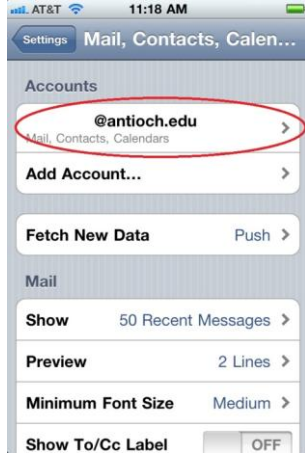 AT&T 11:18 AM
Settings Mail, Contacts, Calen...
Accounts
@antioch.edu
Mail, Contacts, Calendars
Add Account...
Fetch New Data Push
Mail
Show 50 Recent Messages
Preview 2 Lines
Minimum Font Size Medium
Show To/Cc Label OFF